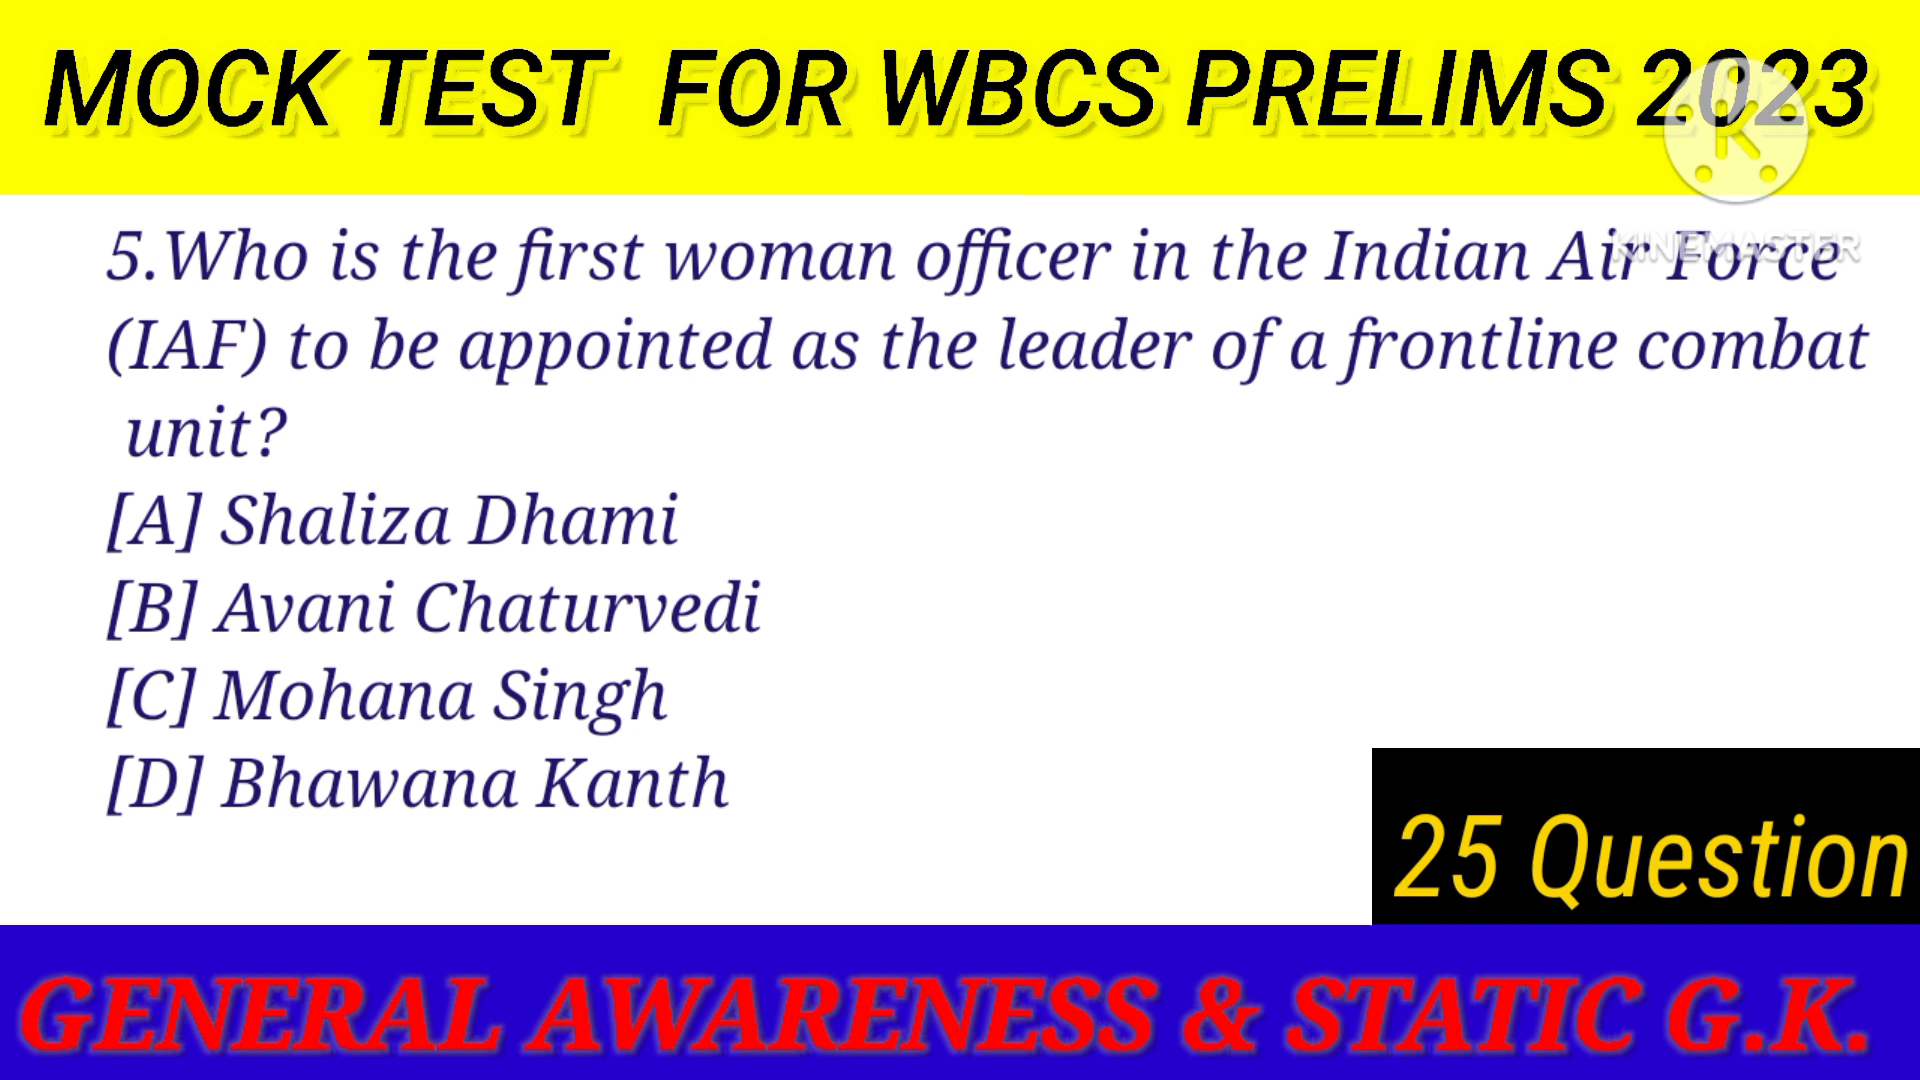 MOCK TEST FOR WBCS PRELIMS 2023
K
KINEMASTER
5.Who is the first woman officer in the Indian Air Force
(IAF) to be appointed as the leader of a frontline combat
unit?
[A] Shaliza Dhami
[B] Avani Chaturvedi
[C] Mohana Singh
[D] Bhawana Kanth
25 Question
GENERAL AWARENESS & STATIC G.K.